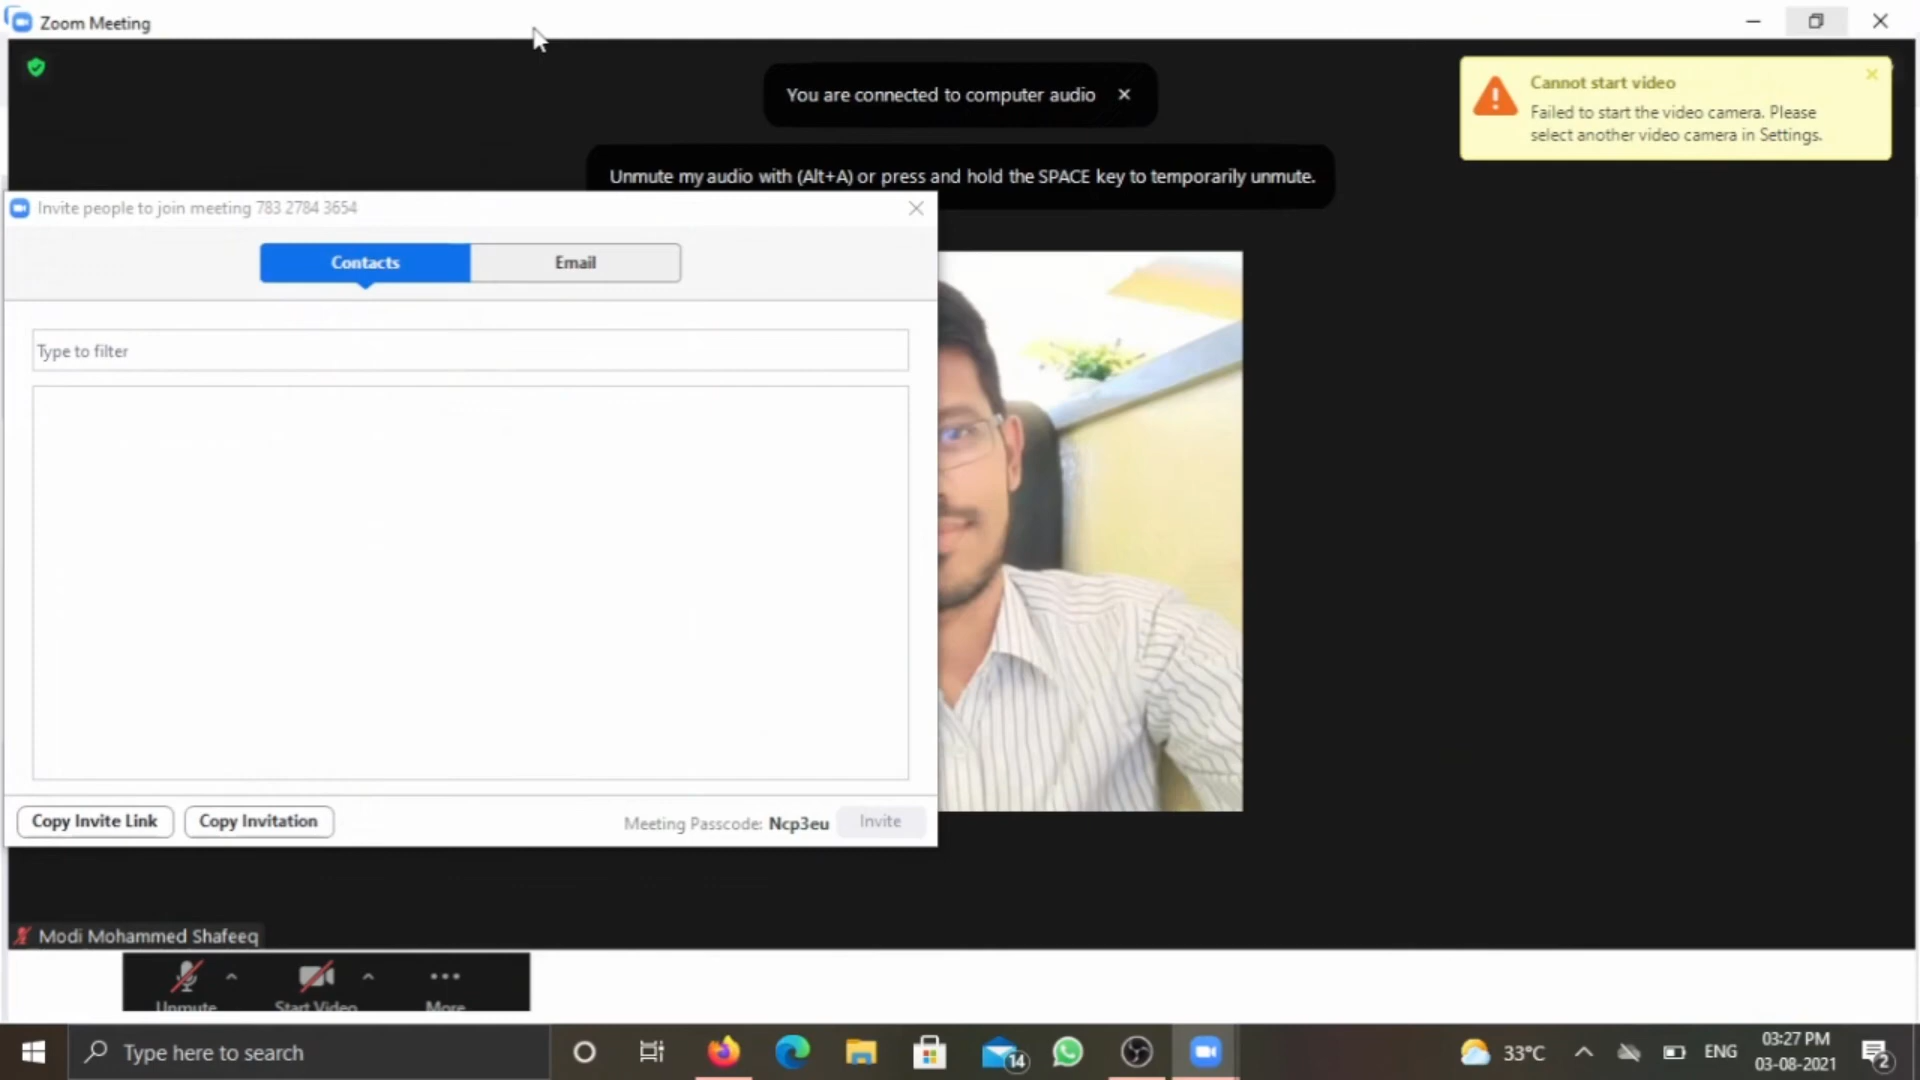 Zoom Meeting
You are connected to computer audio
Cannot start video
Failed to start the video camera. Please
select another video camera in Settings.
Unmute my audio with (Alt+A) or press and hold the SPACE key to temporarily unmute.
Invite people to join meeting 783 2784 3654
Contacts
Email
Type to filter
Copy Invite Link
Copy Invitation
Meeting Passcode: Ncp3eu
Invite
Modi Mohammed Shafeeq
Unmute
Start Video
More
Type here to search
14
33°C
ENG
03:27 PM
03-08-2021
2